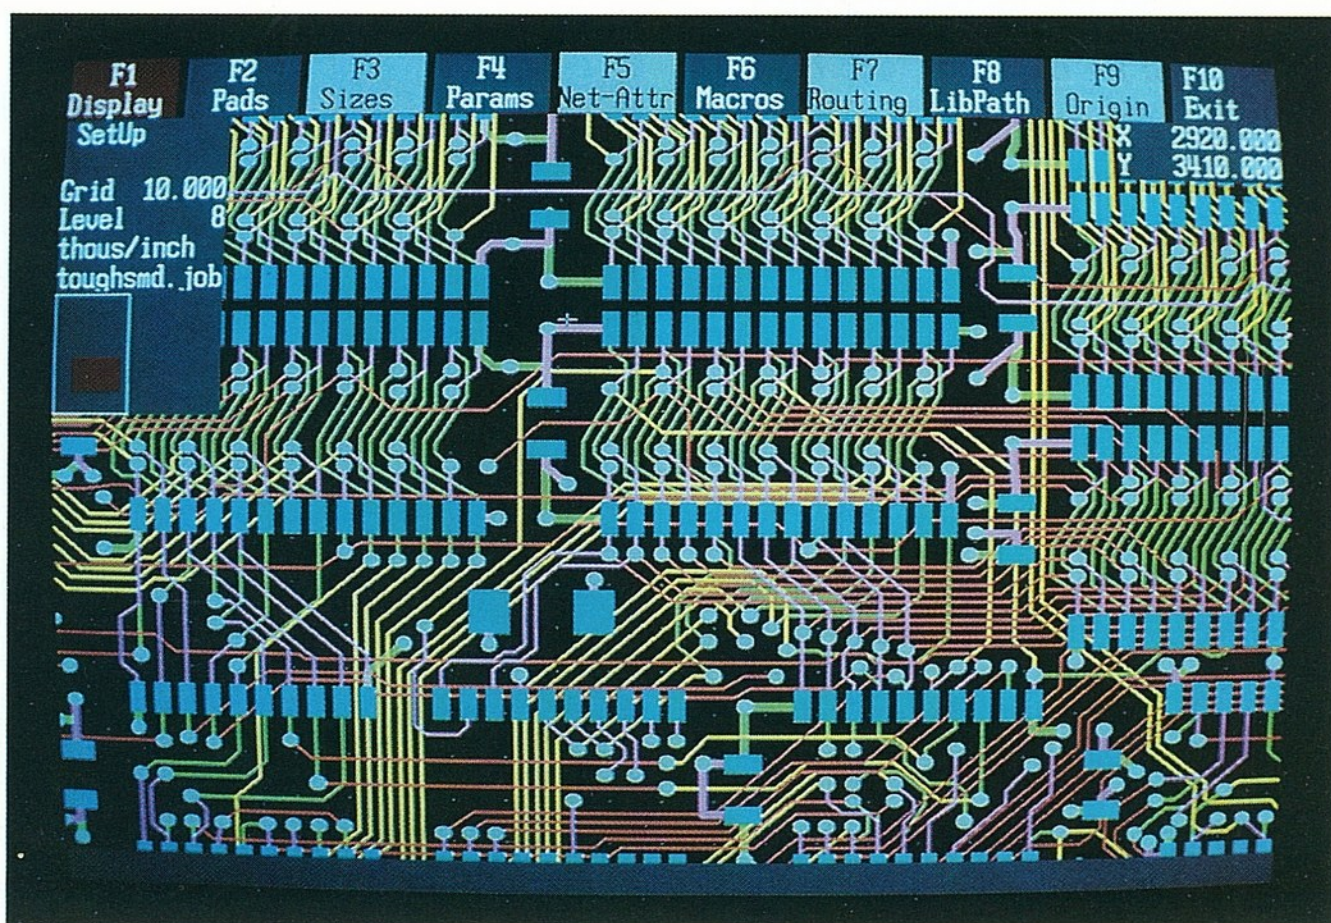 F1 F2 F3 F4 F5 F6 F7 F8 F9 F10
Display Pads Sizes Params Net-Attr Macros Routing LibPath Origin Exit
SetUp
X 2920.000
Y 3410.000
Grid 10.000
Level 8
thous/inch
toughsmd.job